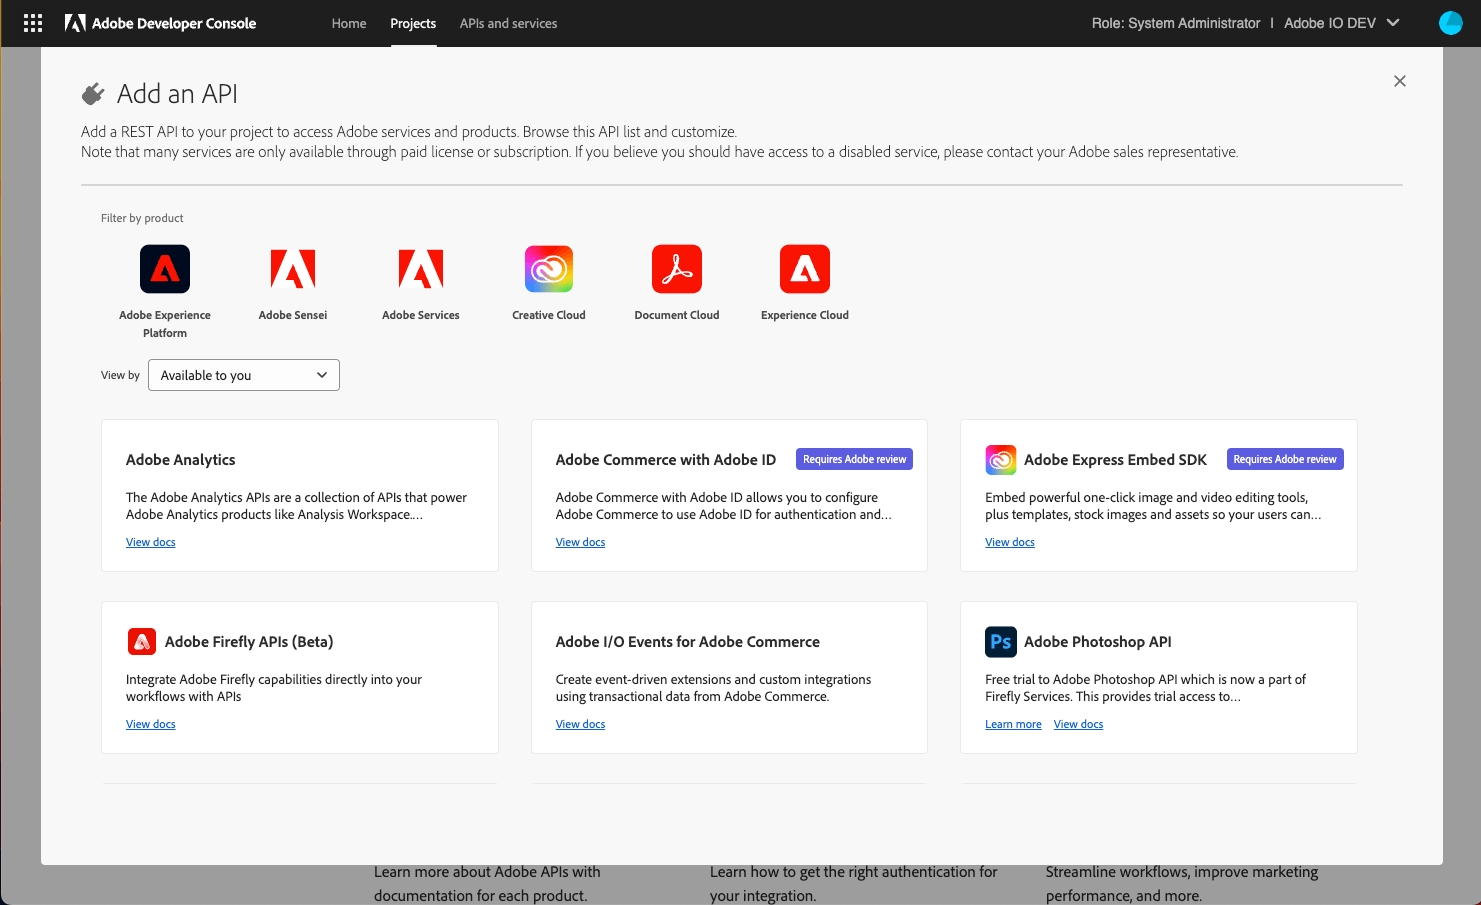 Adobe Developer Console
Home
Projects
APIs and services
Role: System Administrator | Adobe IO DEV
Add an API
Add a REST API to your project to access Adobe services and products. Browse this API list and customize.
Note that many services are only available through paid license or subscription. If you believe you should have access to a disabled service, please contact your Adobe sales representative.
Filter by product
Adobe Experience
Platform
Adobe Sensei
Adobe Services
Creative Cloud
Document Cloud
Experience Cloud
View by
Available to you
Adobe Analytics
The Adobe Analytics APIs are a collection of APIs that power
Adobe Analytics products like Analysis Workspace....
View docs
Adobe Commerce with Adobe ID
Requires Adobe review
Adobe Commerce with Adobe ID allows you to configure
Adobe Commerce to use Adobe ID for authentication and...
View docs
Adobe Express Embed SDK
Requires Adobe review
Embed powerful one-click image and video editing tools,
plus templates, stock images and assets so your users can...
View docs
Adobe Firefly APIs (Beta)
Integrate Adobe Firefly capabilities directly into your
workflows with APIs
View docs
Adobe I/O Events for Adobe Commerce
Create event-driven extensions and custom integrations
using transactional data from Adobe Commerce.
View docs
Ps
Adobe Photoshop API
Free trial to Adobe Photoshop API which is now a part of
Firefly Services. This provides trial access to...
Learn more
View docs
Learn more about Adobe APIs with
documentation for each product.
Learn how to get the right authentication for
your integration.
Streamline workflows, improve marketing
performance, and more.